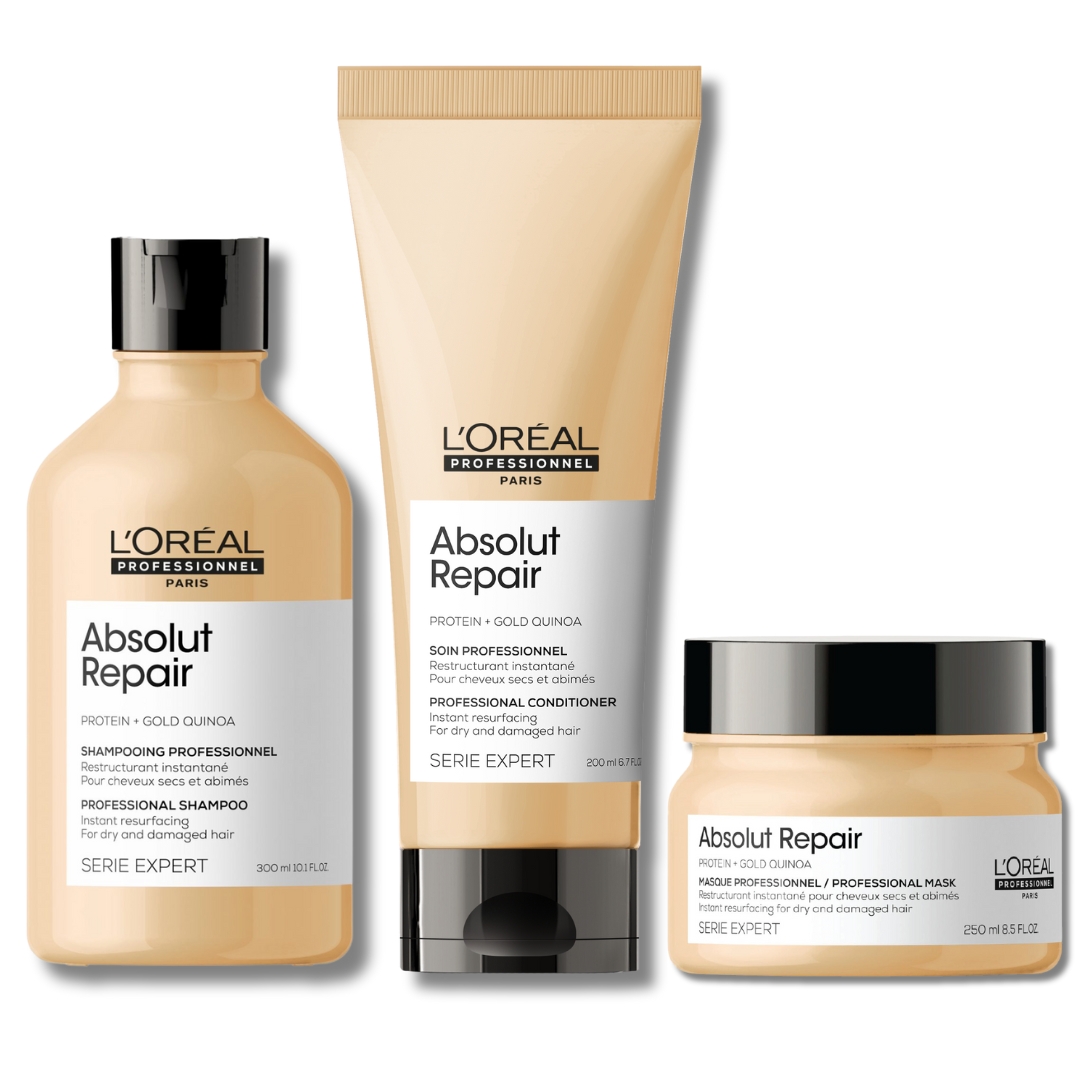 L'ORÉAL
PROFESSIONNEL
PARIS
Absolut
Repair
PROTEIN + GOLD QUINOA
SHAMPOOING PROFESSIONNEL
Restructurant instantané
Pour cheveux secs et abimés
PROFESSIONAL SHAMPOO
Instant resurfacing
For dry and damaged hair
SERIE EXPERT 300 ml 10.1 FL.OZ.
L'ORÉAL
PROFESSIONNEL
PARIS
Absolut
Repair
PROTEIN + GOLD QUINOA
SOIN PROFESSIONNEL
Restructurant instantané
Pour cheveux secs et abimés
PROFESSIONAL CONDITIONER
Instant resurfacing
For dry and damaged hair
SERIE EXPERT 200 ml 6.7 FL.OZ
Absolut Repair
PROTEIN + GOLD QUINOA
MASQUE PROFESSIONNEL / PROFESSIONAL MASK
Restructurant instantané pour cheveux secs et abimés
Instant resurfacing for dry and damaged hair
SERIE EXPERT 250 ml 8.5 FL.OZ
L'ORÉAL
PROFESSIONNEL
PARIS